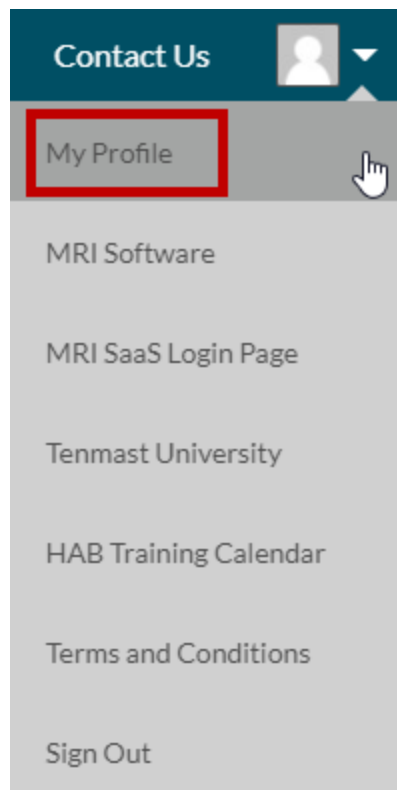 Contact Us
My Profile
MRI Software
MRI SaaS Login Page
Tenmast University
HAB Training Calendar
Terms and Conditions
Sign Out